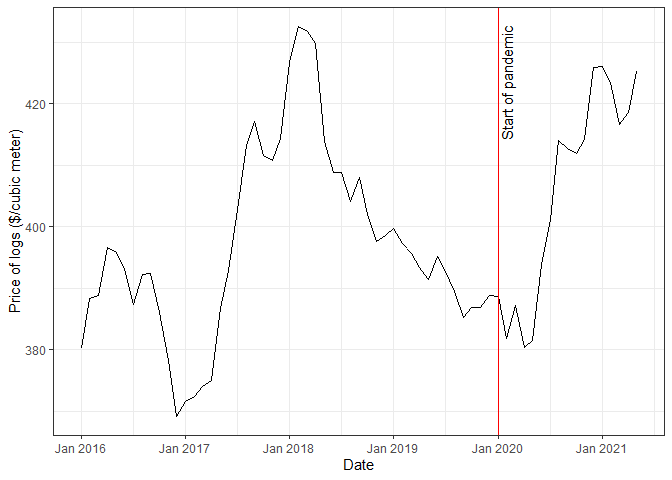 Price of logs ($/cubic meter)
420
400
380
Start of pandemic
Jan 2016
Jan 2017
Jan 2018
Jan 2019
Jan 2020
Jan 2021
Date